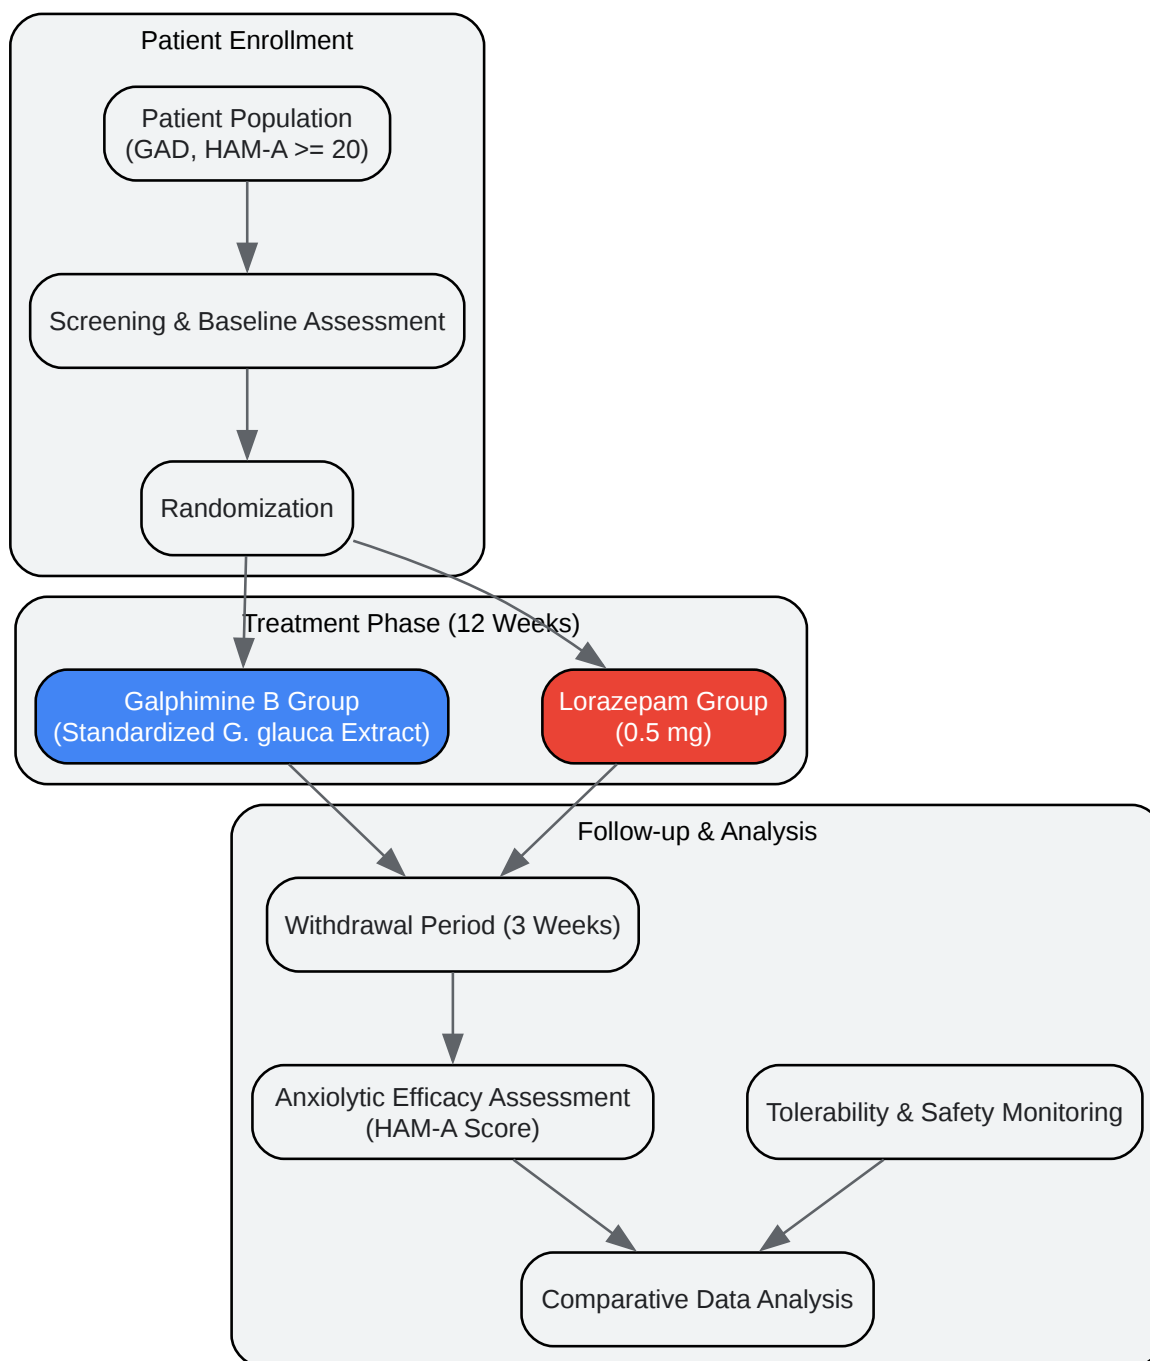 Patient Enrollment
Patient Population
(GAD, HAM-A >= 20)
Screening & Baseline Assessment
Randomization
Treatment Phase (12 Weeks)
Galphimine B Group
(Standardized G. glauca Extract)
Lorazepam Group
(0.5 mg)
Follow-up & Analysis
Withdrawal Period (3 Weeks)
Anxiolytic Efficacy Assessment
(HAM-A Score)
Tolerability & Safety Monitoring
Comparative Data Analysis